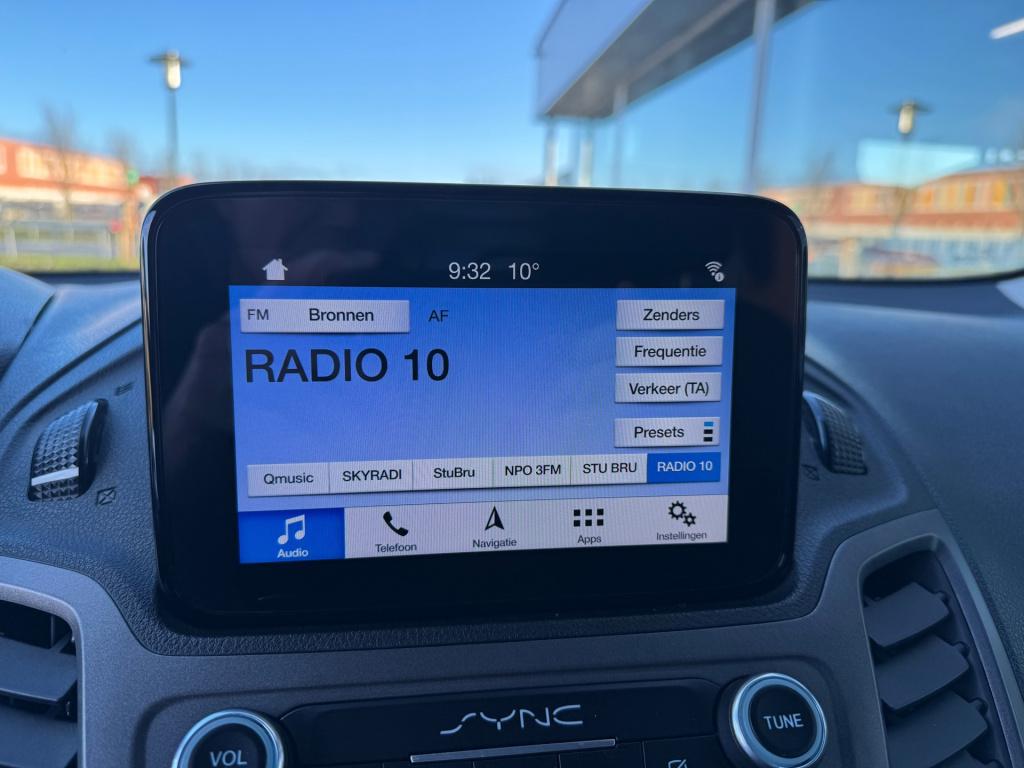 9:32 10°
FM Bronnen AF Zenders
RADIO 10 Frequentie
Verkeer (TA)
Presets
Qmusic SKYRADI StuBru NPO 3FM STU BRU RADIO 10
Audio Telefoon Navigatie Apps Instellingen
SYNC
VOL TUNE